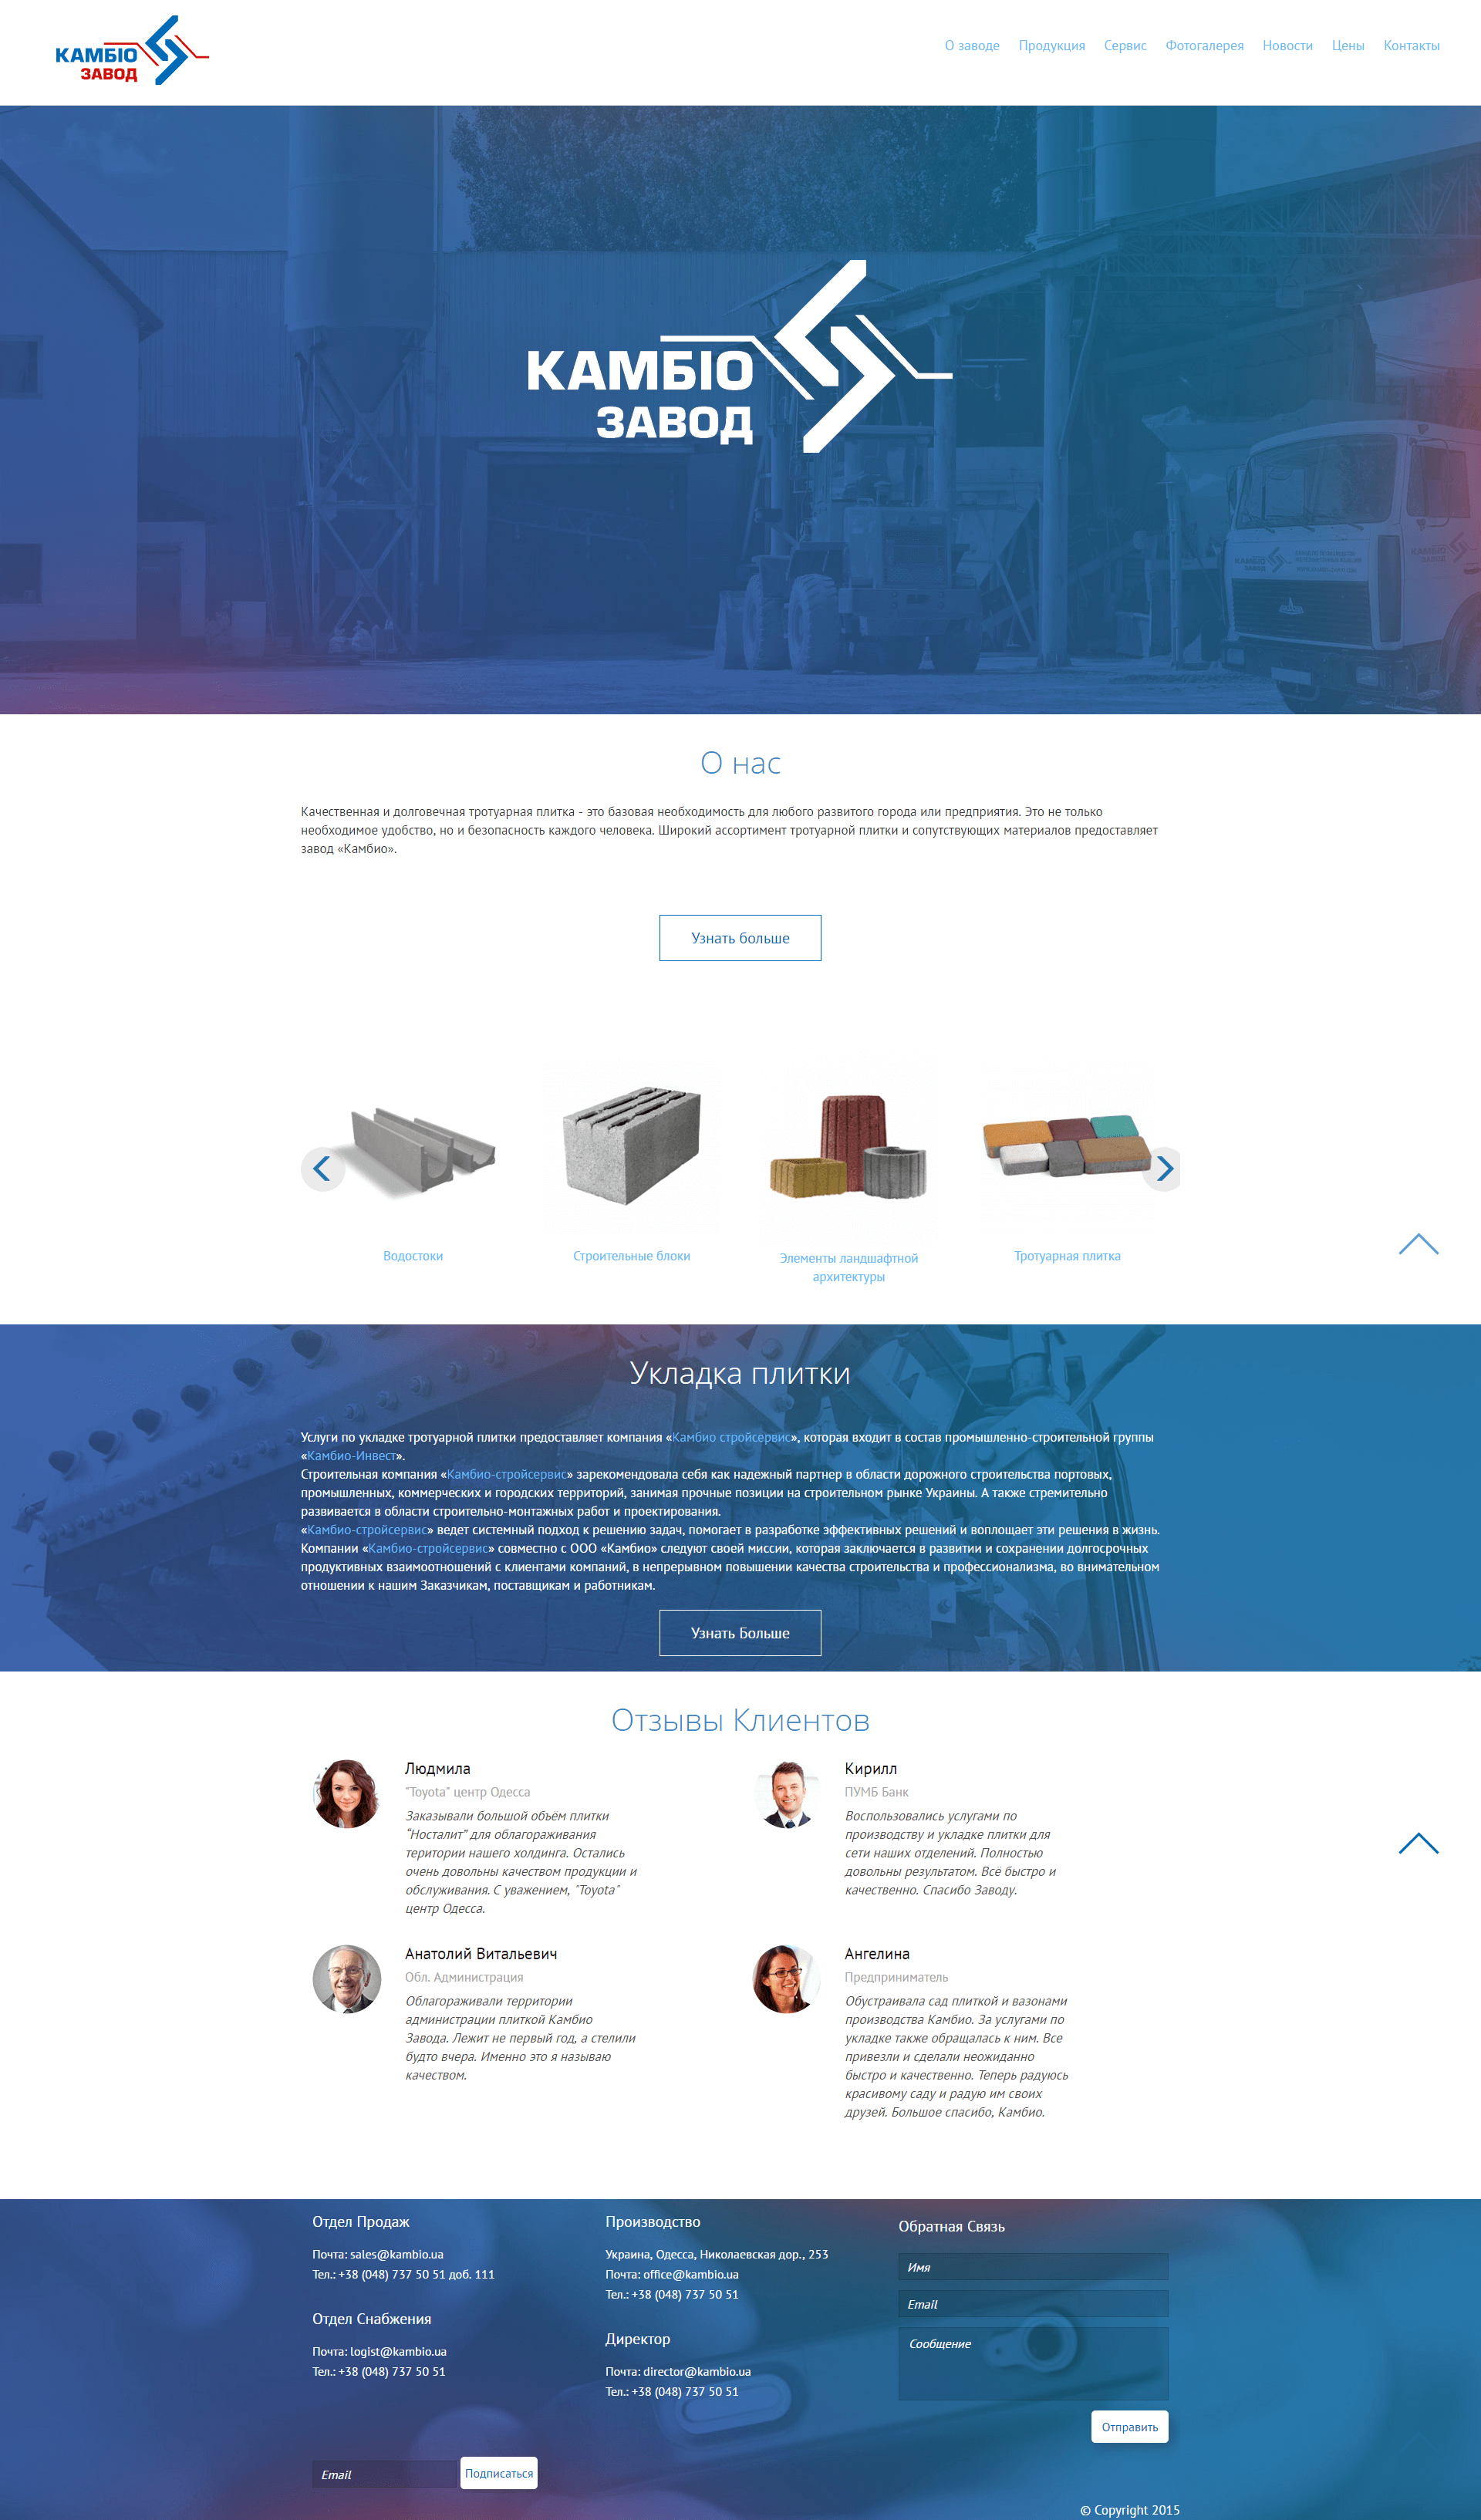 КАМБІО
ЗАВОД
О заводе Продукция Сервис Фотогалерея Новости Цены Контакты
КАМБІО
ЗАВОД
КАМБІО
ЗАВОД
О нас
Качественная и долговечная тротуарная плитка - это базовая необходимость для любого развитого города или предприятия. Это не только
необходимое удобство, но и безопасность каждого человека. Широкий ассортимент тротуарной плитки и сопутствующих материалов предоставляет
завод «Камбио».
Узнать больше
Водостоки
Строительные блоки
Элементы ландшафтной
архитектуры
Тротуарная плитка
Укладка плитки
Услуги по укладке тротуарной плитки предоставляет компания «Камбио стройсервис», которая входит в состав промышленно-строительной группы
«Камбио-Инвест».
Строительная компания «Камбио-стройсервис» зарекомендовала себя как надежный партнер в области дорожного строительства портовых,
промышленных, коммерческих и городских территорий, занимая прочные позиции на строительном рынке Украины. А также стремительно
развивается в области строительно-монтажных работ и проектирования.
«Камбио-стройсервис» ведет системный подход к решению задач, помогает в разработке эффективных решений и воплощает эти решения в жизнь.
Компании «Камбио-стройсервис» совместно с ООО «Камбио» следуют своей миссии, которая заключается в развитии и сохранении долгосрочных
продуктивных взаимоотношений с клиентами компаний, в непрерывном повышении качества строительства и профессионализма, во внимательном
отношении к нашим Заказчикам, поставщикам и работникам.
Узнать Больше
Отзывы Клиентов
Людмила
"Toyota" центр Одесса
Заказывали большой объём плитки
“Носталит” для облагораживания
територии нашего холдинга. Остались
очень довольны качеством продукции и
обслуживания. С уважением, "Toyota"
центр Одесса.
Кирилл
ПУМБ Банк
Воспользовались услугами по
производству и укладке плитки для
сети наших отделений. Полностью
довольны результатом. Всё быстро и
качественно. Спасибо Заводу.
Анатолий Витальевич
Обл. Администрация
Облагораживали территории
администрации плиткой Камбио
Завода. Лежит не первый год, а стелили
будто вчера. Именно это я называю
качеством.
Ангелина
Предприниматель
Обустраивала сад плиткой и вазонами
производства Камбио. За услугами по
укладке также обращалась к ним. Все
привезли и сделали неожиданно
быстро и качественно. Теперь радуюсь
красивому саду и радую им своих
друзей. Большое спасибо, Камбио.
Отдел Продаж
Почта: sales@kambio.ua
Тел.: +38 (048) 737 50 51 доб. 111
Отдел Снабжения
Почта: logist@kambio.ua
Тел.: +38 (048) 737 50 51
Email
Подписаться
Производство
Украина, Одесса, Николаевская дор., 253
Почта: office@kambio.ua
Тел.: +38 (048) 737 50 51
Директор
Почта: director@kambio.ua
Тел.: +38 (048) 737 50 51
Обратная Связь
Имя
Email
Сообщение
Отправить
© Copyright 2015